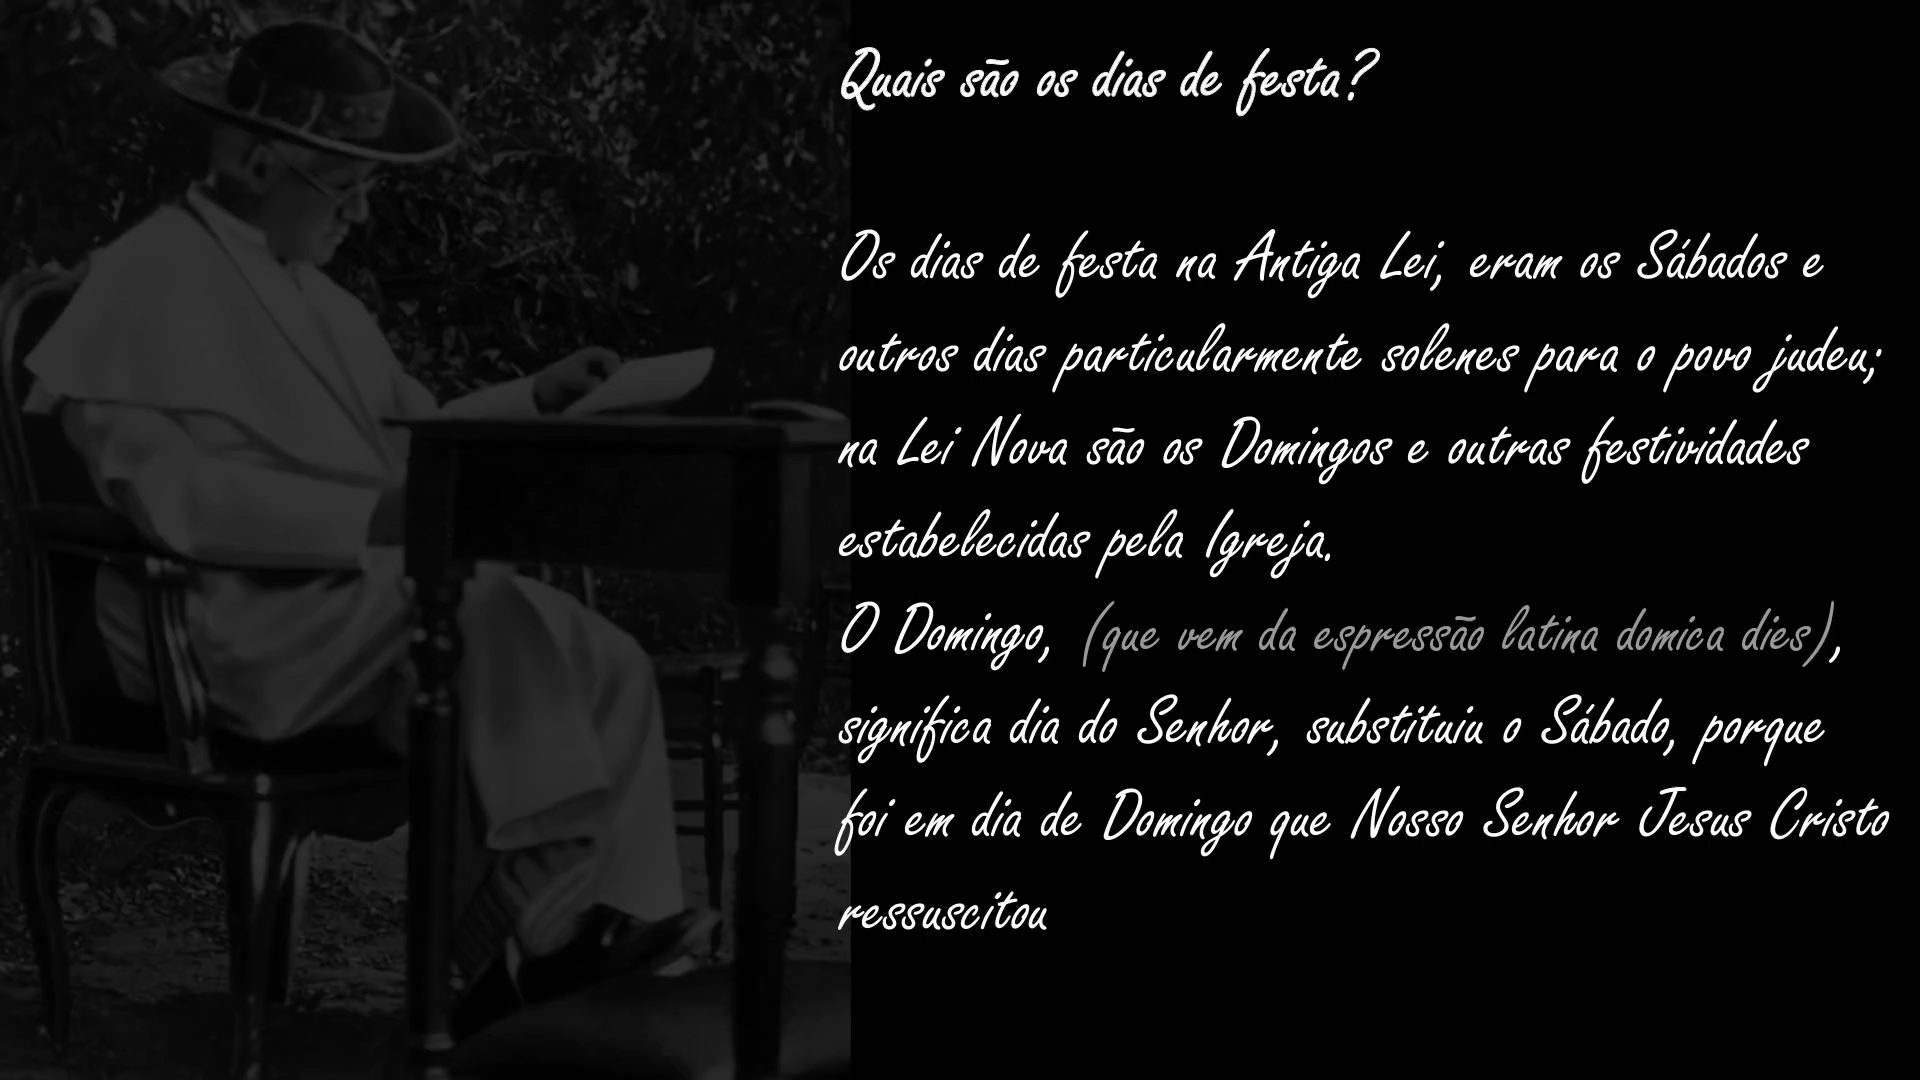 Quais são os dias de festa?
Os dias de festa na Antiga Lei, eram os Sábados e
outros dias particularmente solenes para o povo judeu;
na Lei Nova são os Domingos e outras festividades
estabelecidas pela Igreja.
O Domingo, (que vem da espressão latina domica dies),
significa dia do Senhor, substituiu o Sábado, porque
foi em dia de Domingo que Nosso Senhor Jesus Cristo
ressuscitou